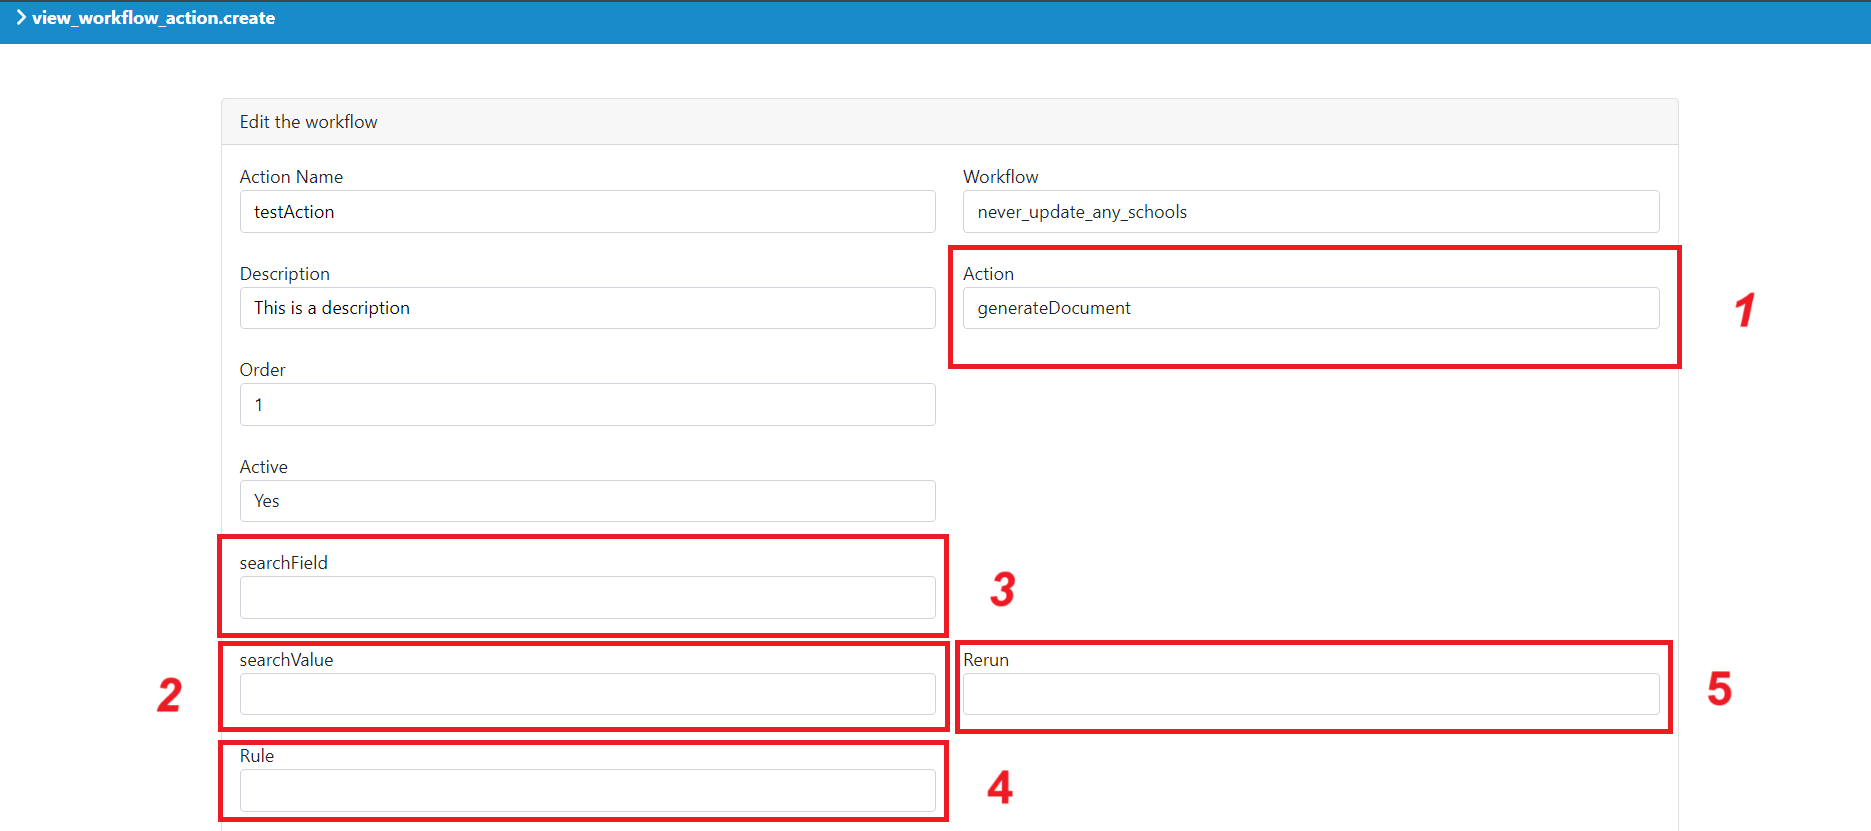 view_workflow_action.create
Edit the workflow
Action Name
testAction
Workflow
never_update_any_schools
Description
This is a description
Action
generateDocument
1
Order
1
Active
Yes
searchField
3
2
searchValue
Rerun
5
Rule
4